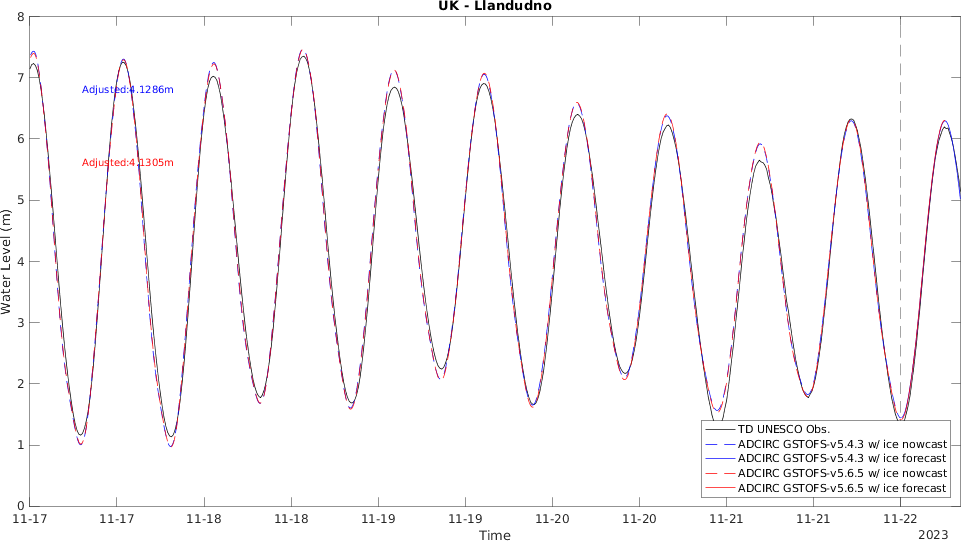 UK - Llandudno
8
7
6
5
4
3
2
1
0
Water Level (m)
Adjusted:4.1286m
Adjusted:4.1305m
TD UNESCO Obs.
ADCIRC GSTOFS-v5.4.3 w/ ice nowcast
ADCIRC GSTOFS-v5.4.3 w/ ice forecast
ADCIRC GSTOFS-v5.6.5 w/ ice nowcast
ADCIRC GSTOFS-v5.6.5 w/ ice forecast
11-17 11-17 11-18 11-18 11-19 11-19 11-20 11-20 11-21 11-21 11-22
Time
2023